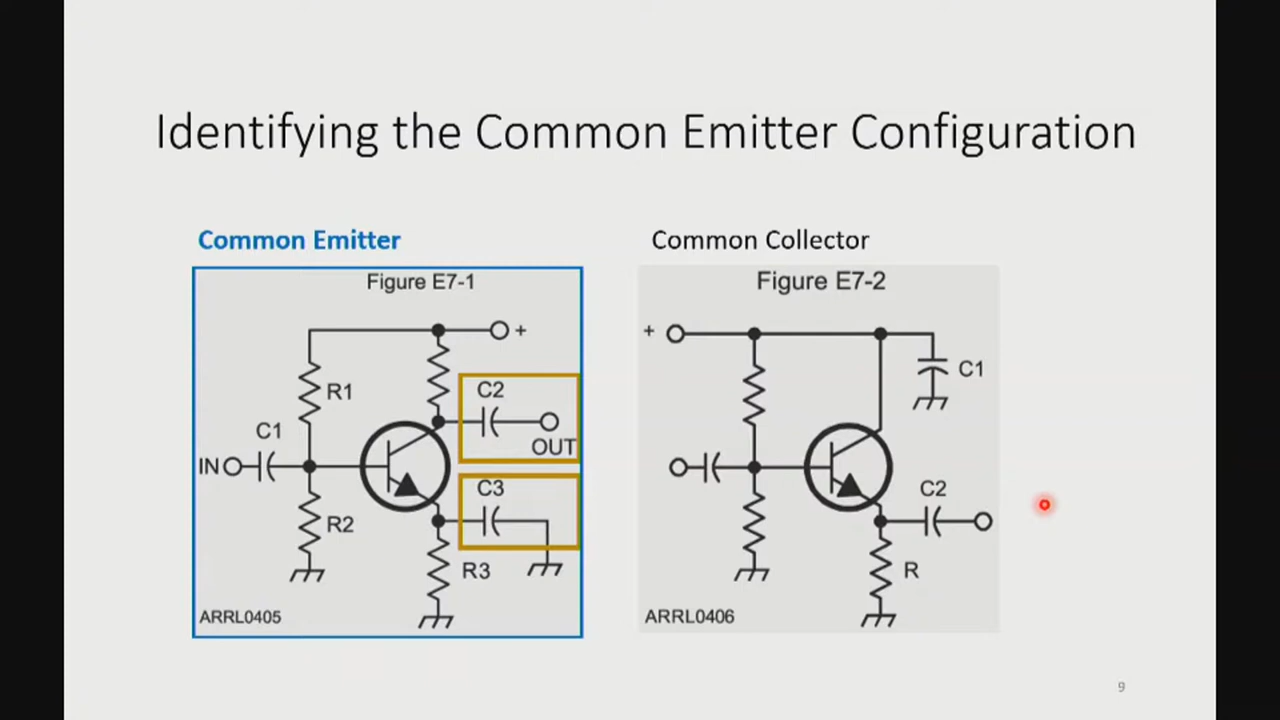 Identifying the Common Emitter Configuration
Common Emitter
Figure E7-1
+
R1
C2
OUT
C1
IN
C3
R2
R3
ARRL0405
Common Collector
Figure E7-2
+
C1
C2
R
ARRL0406
9